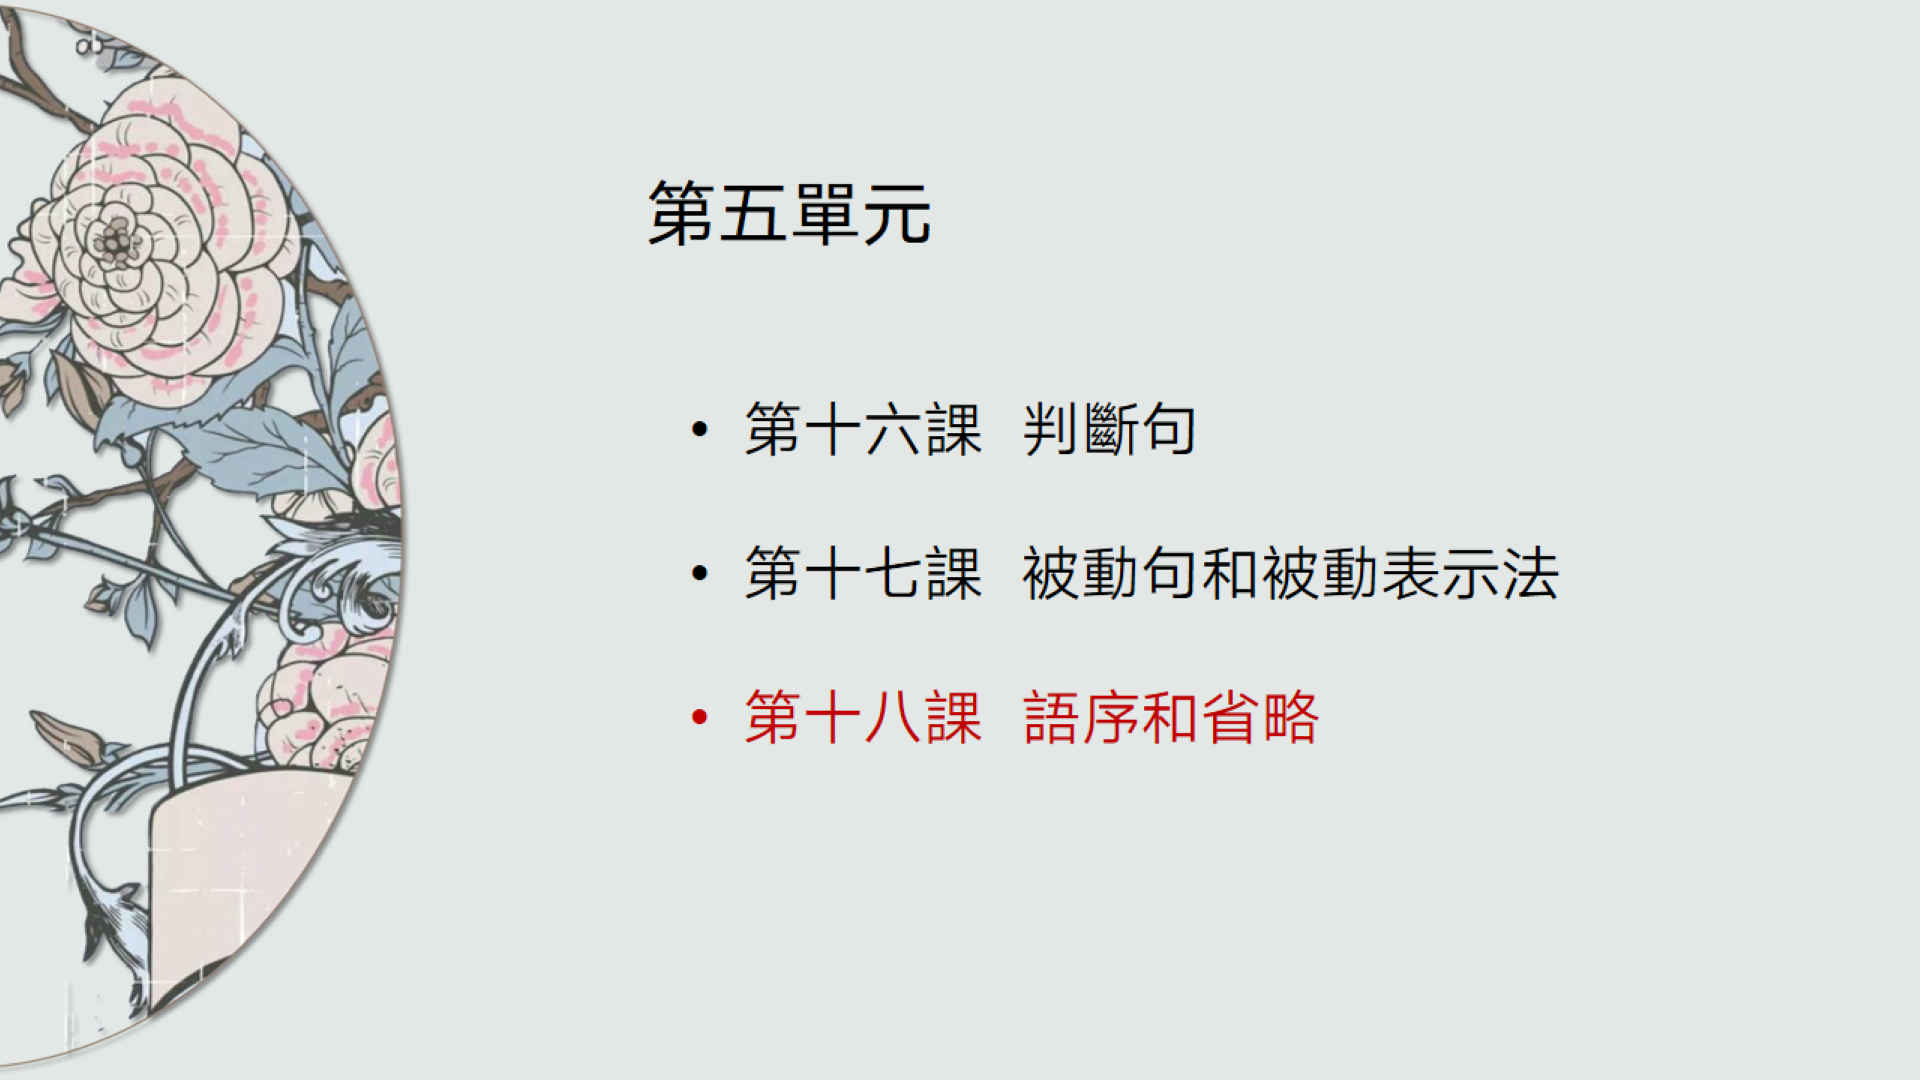 第五單元
• 第十六課 判斷句
• 第十七課 被動句和被動表示法
• 第十八課 語序和省略